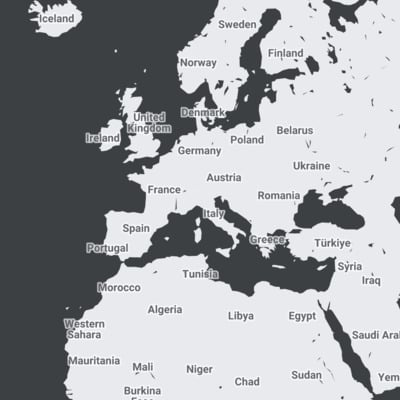 Iceland
Sweden
Finland
Norway
Denmark
United
Kingdom
Ireland
Belarus
Poland
Germany
Ukraine
Austria
France
Romania
Italy
Spain
Greece
Türkiye
Portugal
Syria
Tunisia
Iraq
Morocco
Algeria
Libya
Egypt
Western
Sahara
Saudi Ara
Mauritania
Mali
Niger
Chad
Sudan
Yem
Burkina